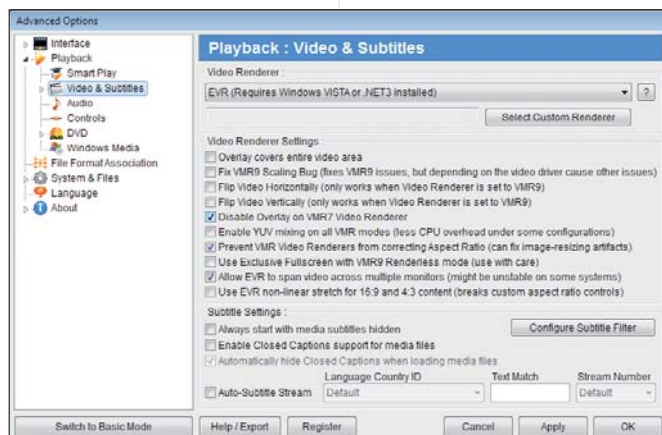 Advanced Options
Interface
Playback
Smart Play
Video & Subtitles
Audio
Controls
DVD
Windows Media
File Format Association
System & Files
Language
About
Switch to Basic Mode
Playback : Video & Subtitles
Video Renderer :
EVR (Requires Windows VISTA or .NET3 installed)
?
Select Custom Renderer
Video Renderer Settings :
Overlay covers entire video area
Fix VMR9 Scaling Bug (fixes VMR9 issues, but depending on the video driver cause other issues)
Flip Video Horizontally (only works when Video Renderer is set to VMR9)
Flip Video Vertically (only works when Video Renderer is set to VMR9)
Disable Overlay on VMR7 Video Renderer
Enable YUV mixing on all VMR modes (less CPU overhead under some configurations)
Prevent VMR Video Renderers from correcting Aspect Ratio (can fix image-resizing artifacts)
Use Exclusive Fullscreen with VMR9 Renderless mode (use with care)
Allow EVR to span video across multiple monitors (might be unstable on some systems)
Use EVR non-linear stretch for 16:9 and 4:3 content (breaks custom aspect ratio controls)
Subtitle Settings :
Always start with media subtitles hidden
Configure Subtitle Filter
Enable Closed Captions support for media files
Automatically hide Closed Captions when loading media files
Language Country ID Text Match Stream Number
Auto-Subtitle Stream Default Default
Help / Export Register Cancel Apply OK